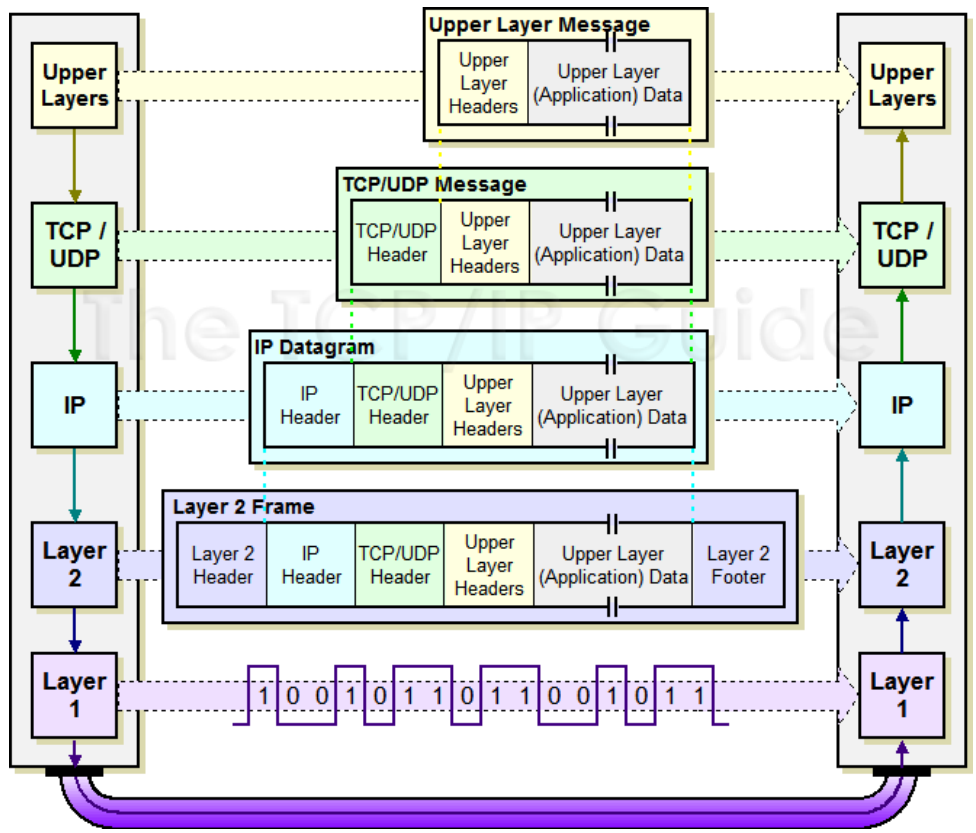 Upper Layer Message
Upper
Layers
Upper
Layer
Headers
Upper Layer
(Application) Data
Upper
Layers
TCP/UDP Message
TCP /
UDP
TCP/UDP
Header
Upper
Layer
Headers
Upper Layer
(Application) Data
TCP /
UDP
The TCP/IP Guide
IP Datagram
IP
IP
Header
TCP/UDP
Header
Upper
Layer
Headers
Upper Layer
(Application) Data
IP
Layer 2 Frame
Layer
2
Layer 2
Header
IP
Header
TCP/UDP
Header
Upper
Layer
Headers
Upper Layer
(Application) Data
Layer 2
Footer
Layer
2
Layer
1
1 0 0 1 0 1 1 0 1 1 0 0 1 0 1 1
Layer
1